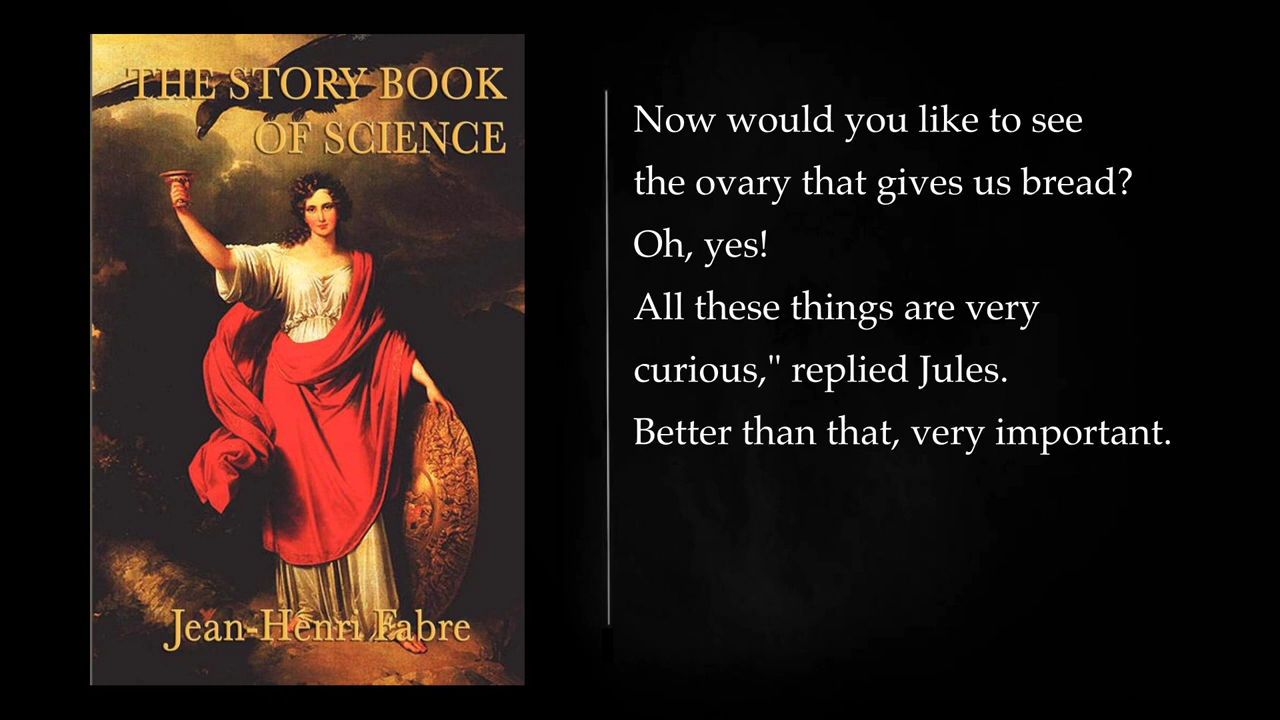 THE STORY BOOK
OF SCIENCE
Jean-Henri Fabre
Now would you like to see
the ovary that gives us bread?
Oh, yes!
All these things are very
curious," replied Jules.
Better than that, very important.